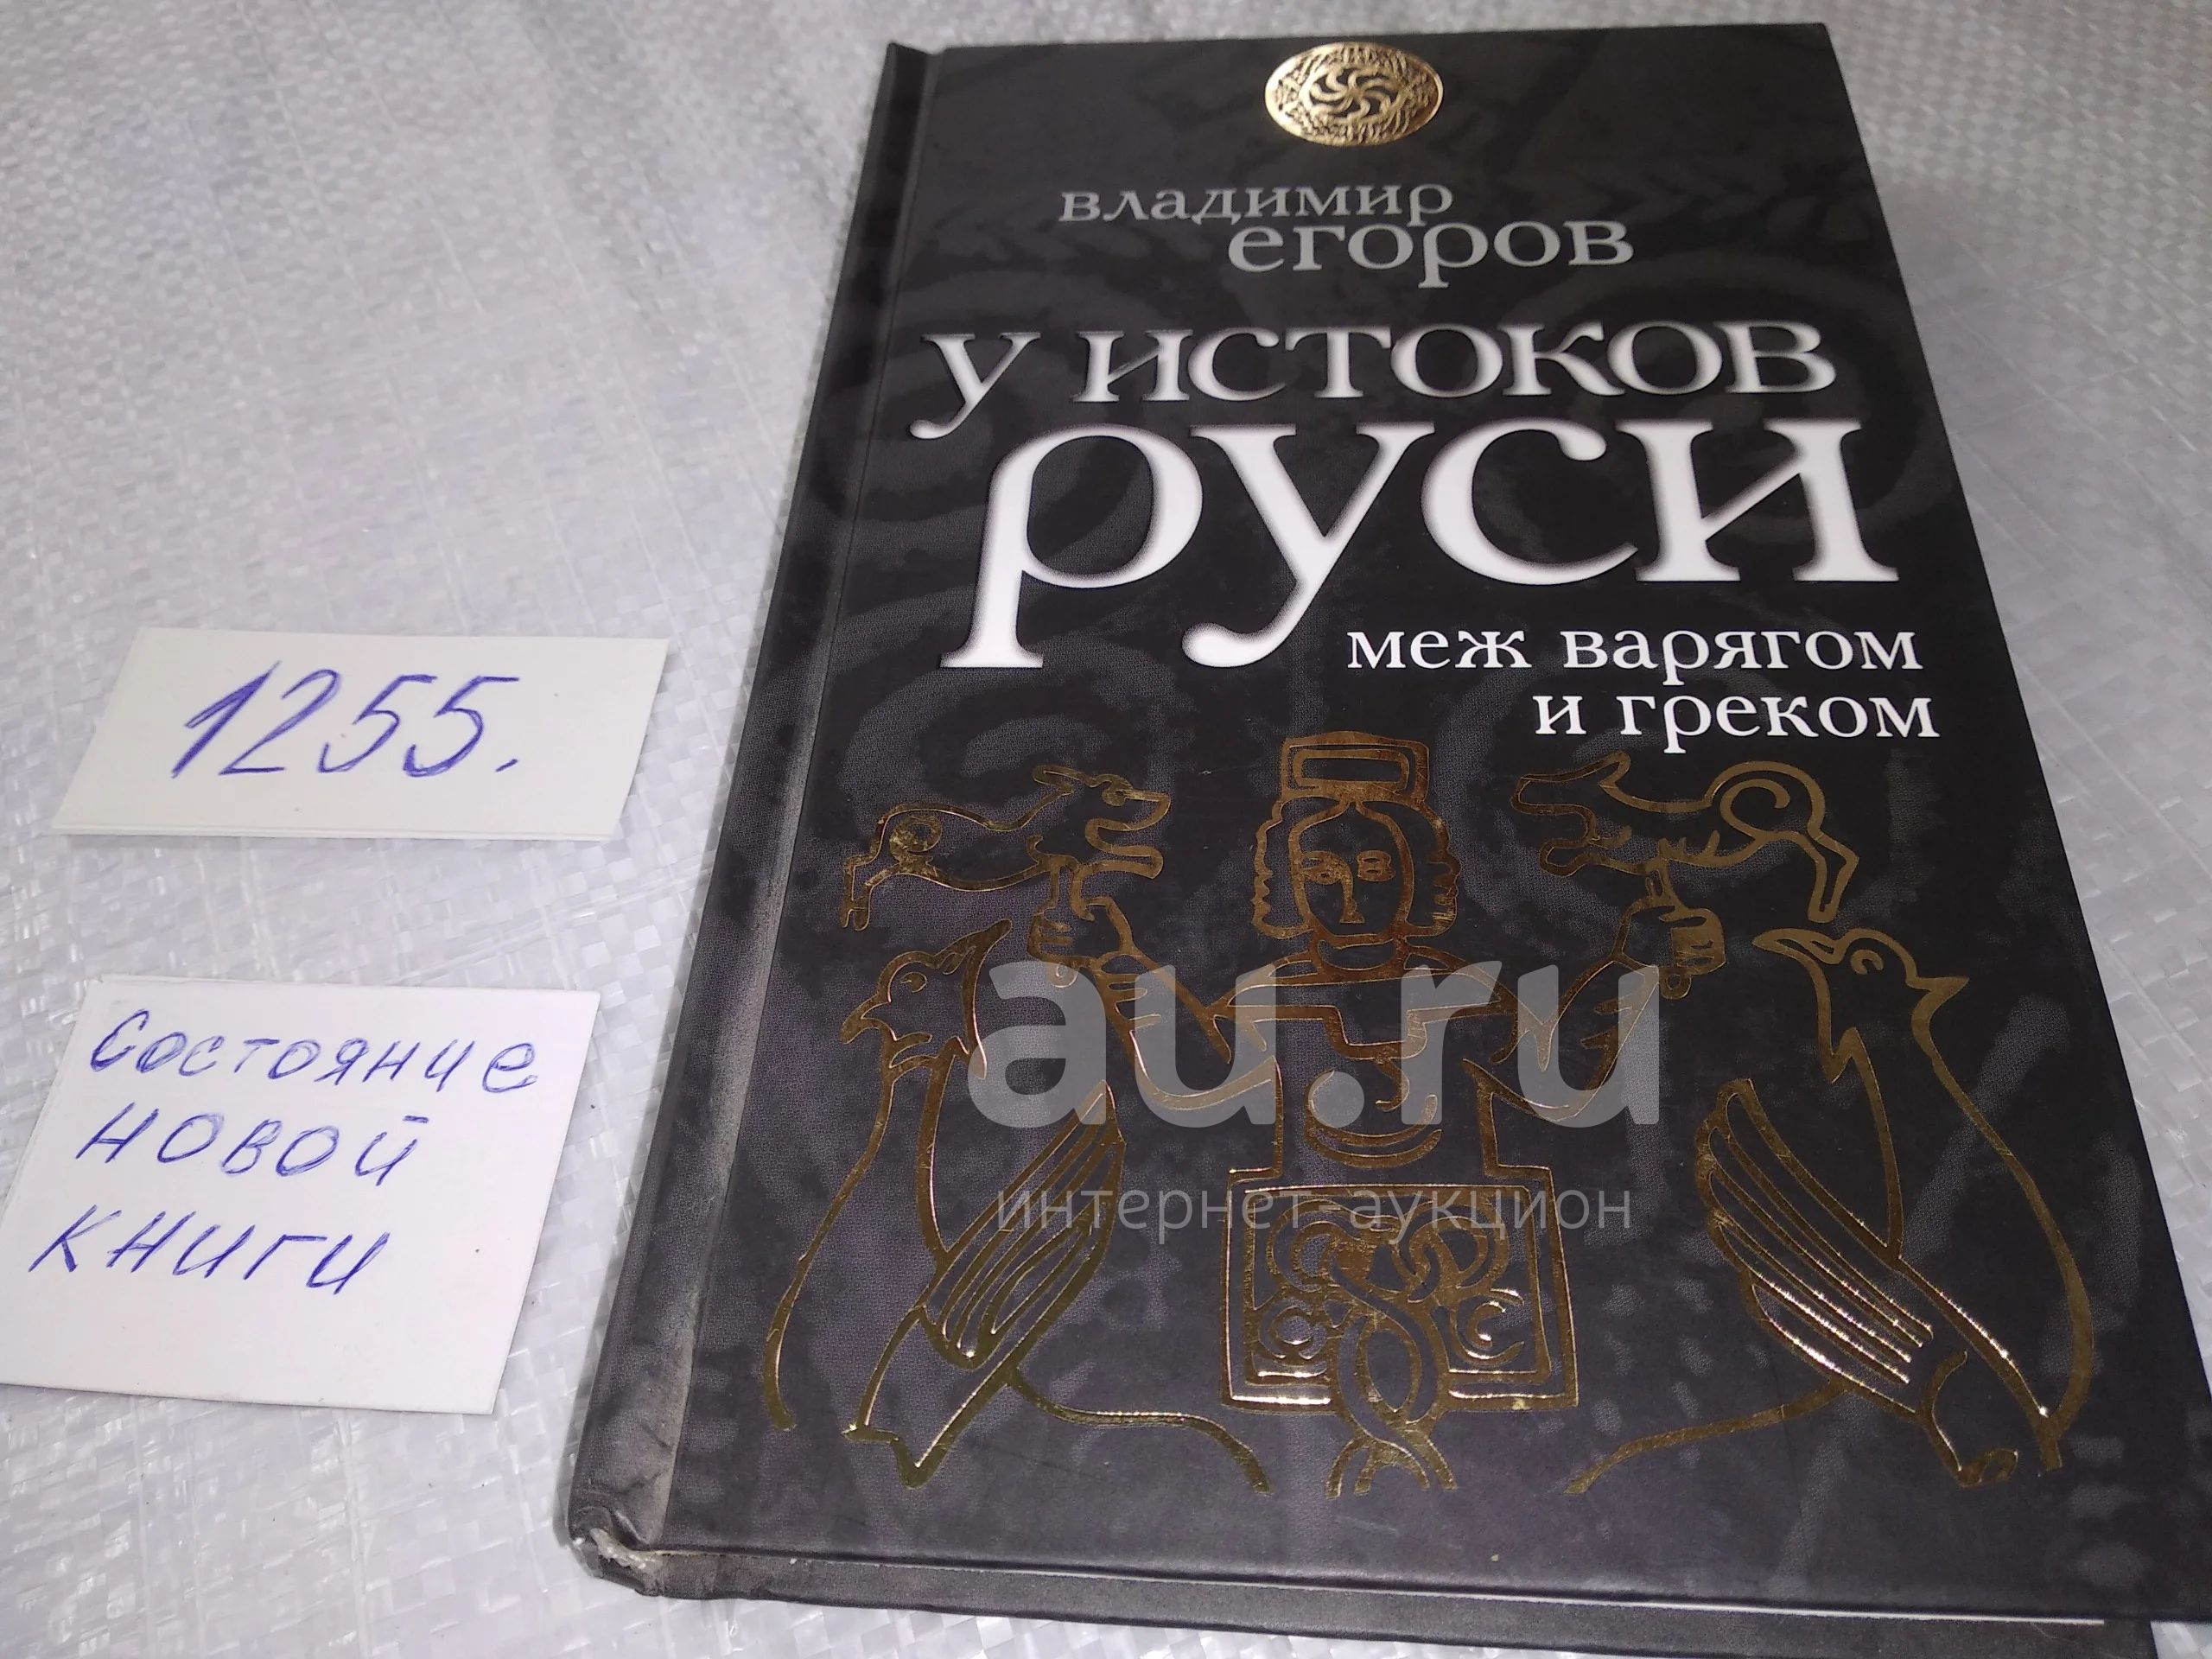 владимир
егоров
у истоков
руси
меж варягом
и греком
1255.
Состояние
новой
книги
au.ru
интернет-аукцион